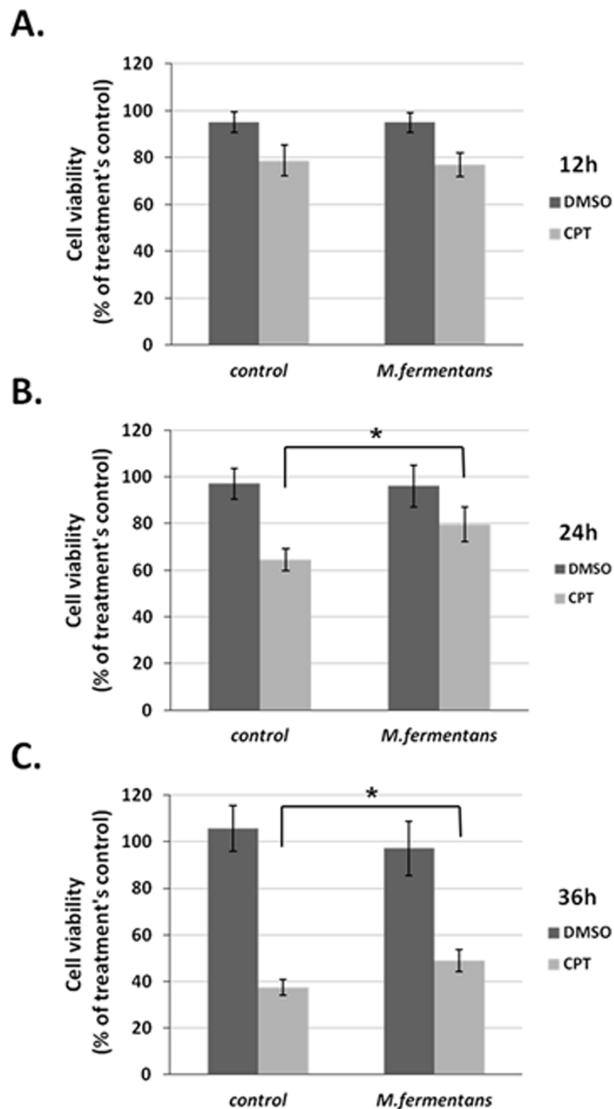 A.
Cell viability
(% of treatment's control)
120
100
80
60
40
20
0
control M.fermentans
12h
DMSO
CPT
B.
Cell viability
(% of treatment's control)
120
100
80
60
40
20
0
*
control M.fermentans
24h
DMSO
CPT
C.
Cell viability
(% of treatment's control)
120
100
80
60
40
20
0
*
control M.fermentans
36h
DMSO
CPT